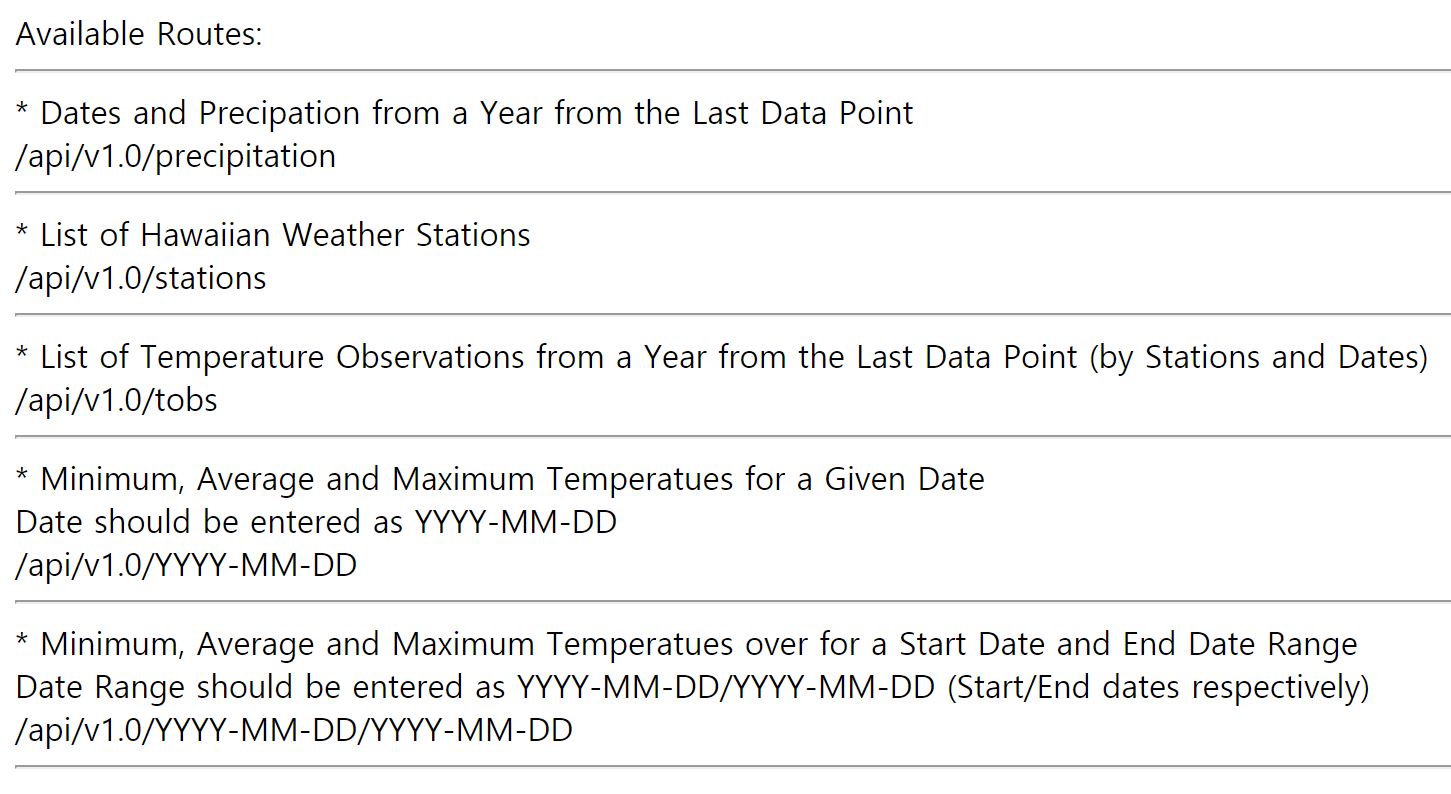 Available Routes:
* Dates and Precipation from a Year from the Last Data Point
/api/v1.0/precipitation
* List of Hawaiian Weather Stations
/api/v1.0/stations
* List of Temperature Observations from a Year from the Last Data Point (by Stations and Dates)
/api/v1.0/tobs
* Minimum, Average and Maximum Temperatues for a Given Date
Date should be entered as YYYY-MM-DD
/api/v1.0/YYYY-MM-DD
* Minimum, Average and Maximum Temperatues over for a Start Date and End Date Range
Date Range should be entered as YYYY-MM-DD/YYYY-MM-DD (Start/End dates respectively)
/api/v1.0/YYYY-MM-DD/YYYY-MM-DD